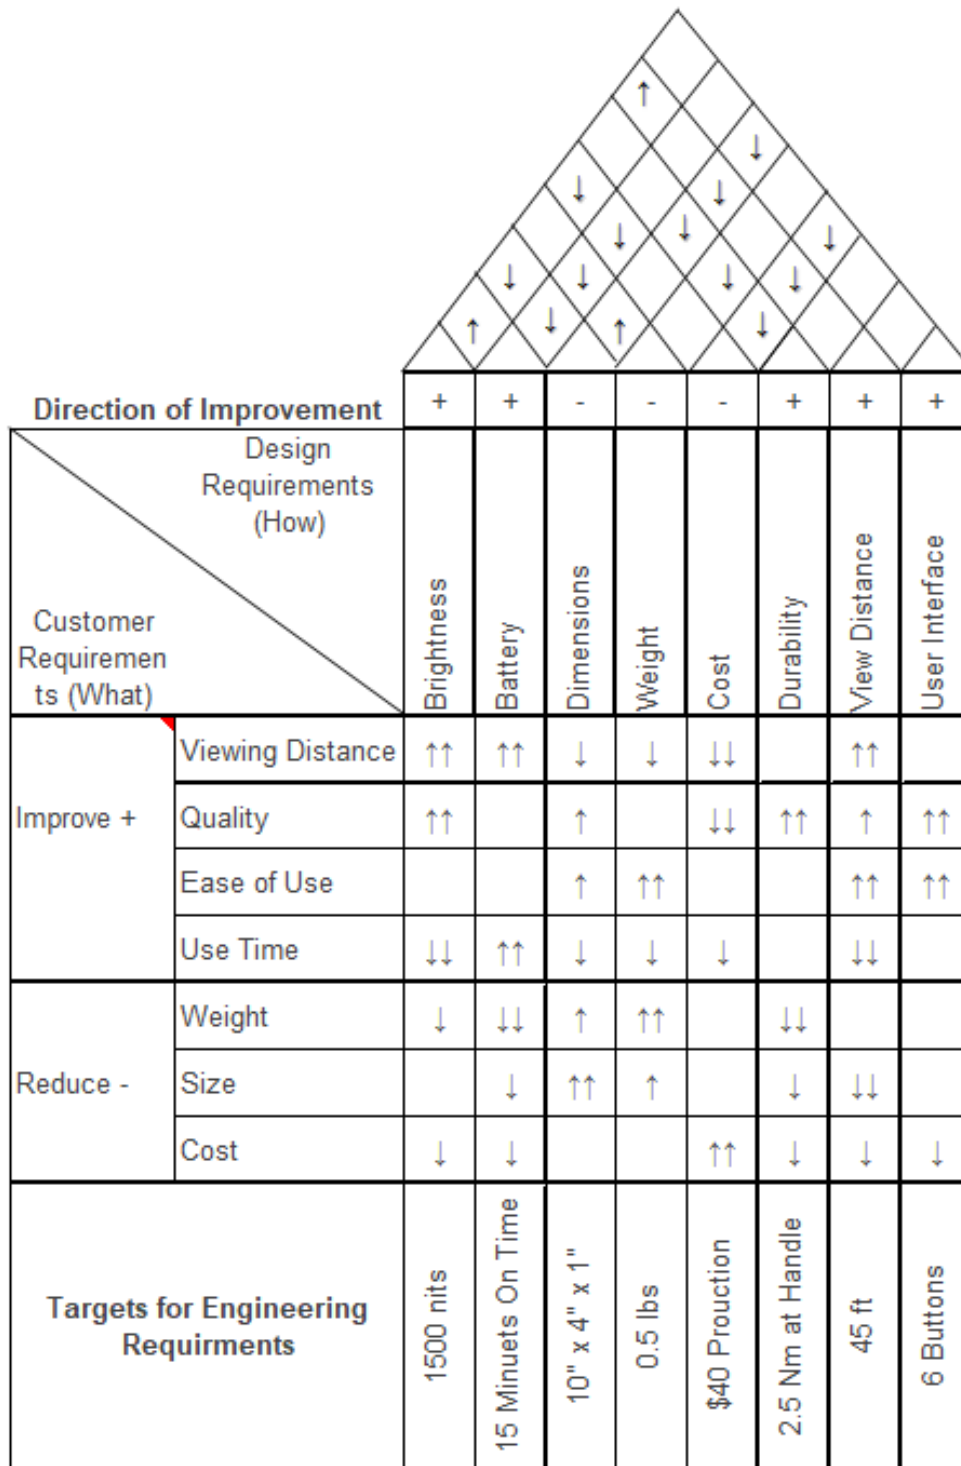 ↑
↓
↓ ↓
↓ ↓ ↓
↓ ↓ ↓ ↓
↑ ↓ ↑ ↓
Direction of Improvement + + - - - + + +
Design
Requirements
(How)
Customer
Requiremen
ts (What)
Brightness
Battery
Dimensions
Weight
Cost
Durability
View Distance
User Interface
Improve +
Viewing Distance ↑↑ ↑↑ ↓ ↓ ↓↓ ↑↑
Quality ↑↑ ↑ ↓↓ ↑↑ ↑ ↑↑
Ease of Use ↑ ↑↑ ↑↑ ↑↑
Use Time ↓↓ ↑↑ ↓ ↓ ↓ ↓↓
Reduce -
Weight ↓ ↓↓ ↑ ↑↑ ↓↓
Size ↓ ↑↑ ↑ ↓ ↓↓
Cost ↓ ↓ ↑↑ ↓ ↓ ↓
Targets for Engineering
Requirments
1500 nits
15 Minuets On Time
10" x 4" x 1"
0.5 lbs
$40 Prouction
2.5 Nm at Handle
45 ft
6 Buttons